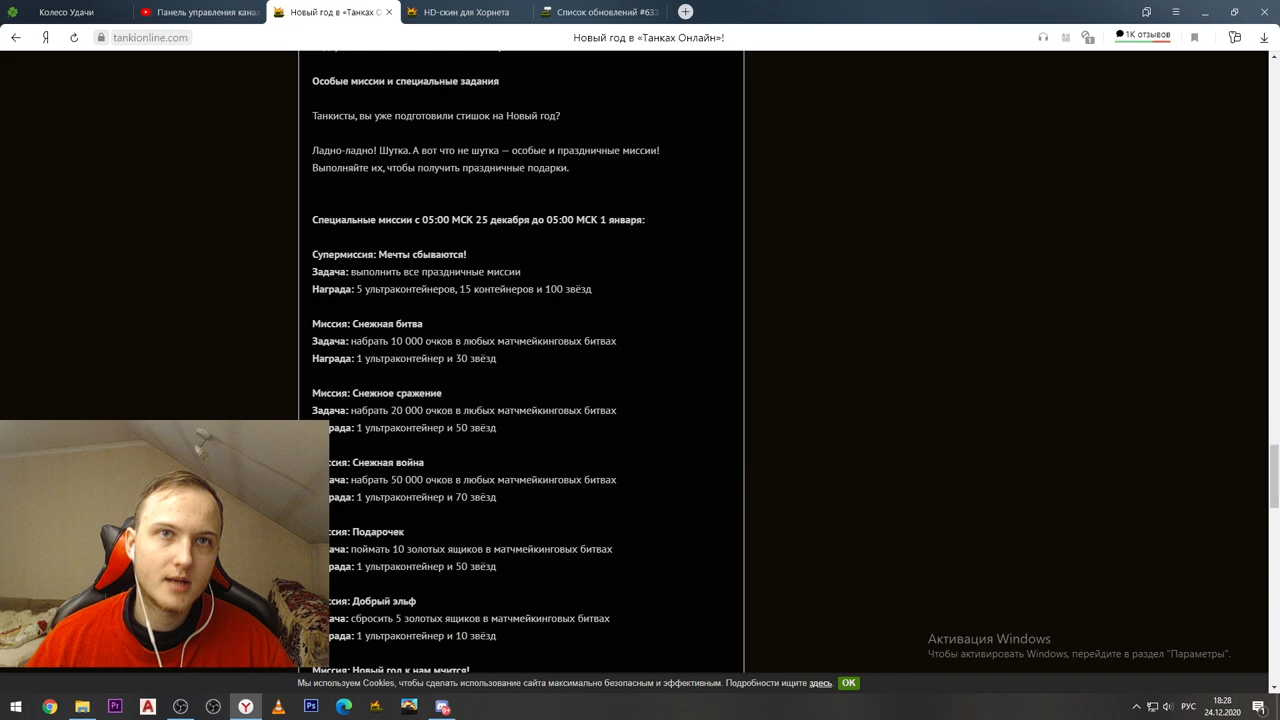 Колесо Удачи
Панель управления кана
Новый год в «Танках О
HD-скин для Хорнета
Список обновлений #633
tankionline.com
Новый год в «Танках Онлайн»!
1К отзывов
Особые миссии и специальные задания
Танкисты, вы уже подготовили стишок на Новый год?
Ладно-ладно! Шутка. А вот что не шутка — особые и праздничные миссии!
Выполняйте их, чтобы получить праздничные подарки.
Специальные миссии с 05:00 МСК 25 декабря до 05:00 МСК 1 января:
Супермиссия: Мечты сбываются!
Задача: выполнить все праздничные миссии
Награда: 5 ультраконтейнеров, 15 контейнеров и 100 звёзд
Миссия: Снежная битва
Задача: набрать 10 000 очков в любых матчмейкинговых битвах
Награда: 1 ультраконтейнер и 30 звёзд
Миссия: Снежное сражение
Задача: набрать 20 000 очков в любых матчмейкинговых битвах
рада: 1 ультраконтейнер и 50 звёзд
ссия: Снежная война
ача: набрать 50 000 очков в любых матчмейкинговых битвах
рада: 1 ультраконтейнер и 70 звёзд
ссия: Подарочек
ача: поймать 10 золотых ящиков в матчмейкинговых битвах
рада: 1 ультраконтейнер и 50 звёзд
ссия: Добрый эльф
ача: сбросить 5 золотых ящиков в матчмейкинговых битвах
рада: 1 ультраконтейнер и 10 звёзд
Миссия: Новый год к нам мчится!
Активация Windows
Чтобы активировать Windows, перейдите в раздел "Параметры".
Мы используем Cookies, чтобы сделать использование сайта максимально безопасным и эффективным. Подробности ищите здесь OK
РУС
18:28
24.12.2020